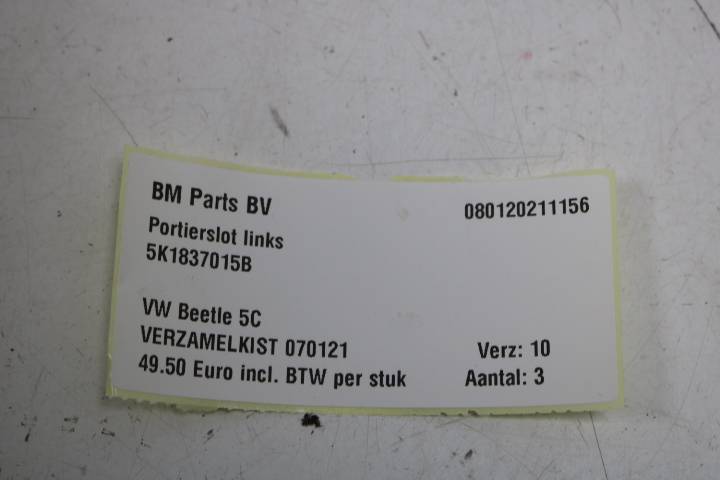 BM Parts BV
080120211156
Portierslot links
5K1837015B
VW Beetle 5C
VERZAMELKIST 070121
Verz: 10
49.50 Euro incl. BTW per stuk
Aantal: 3